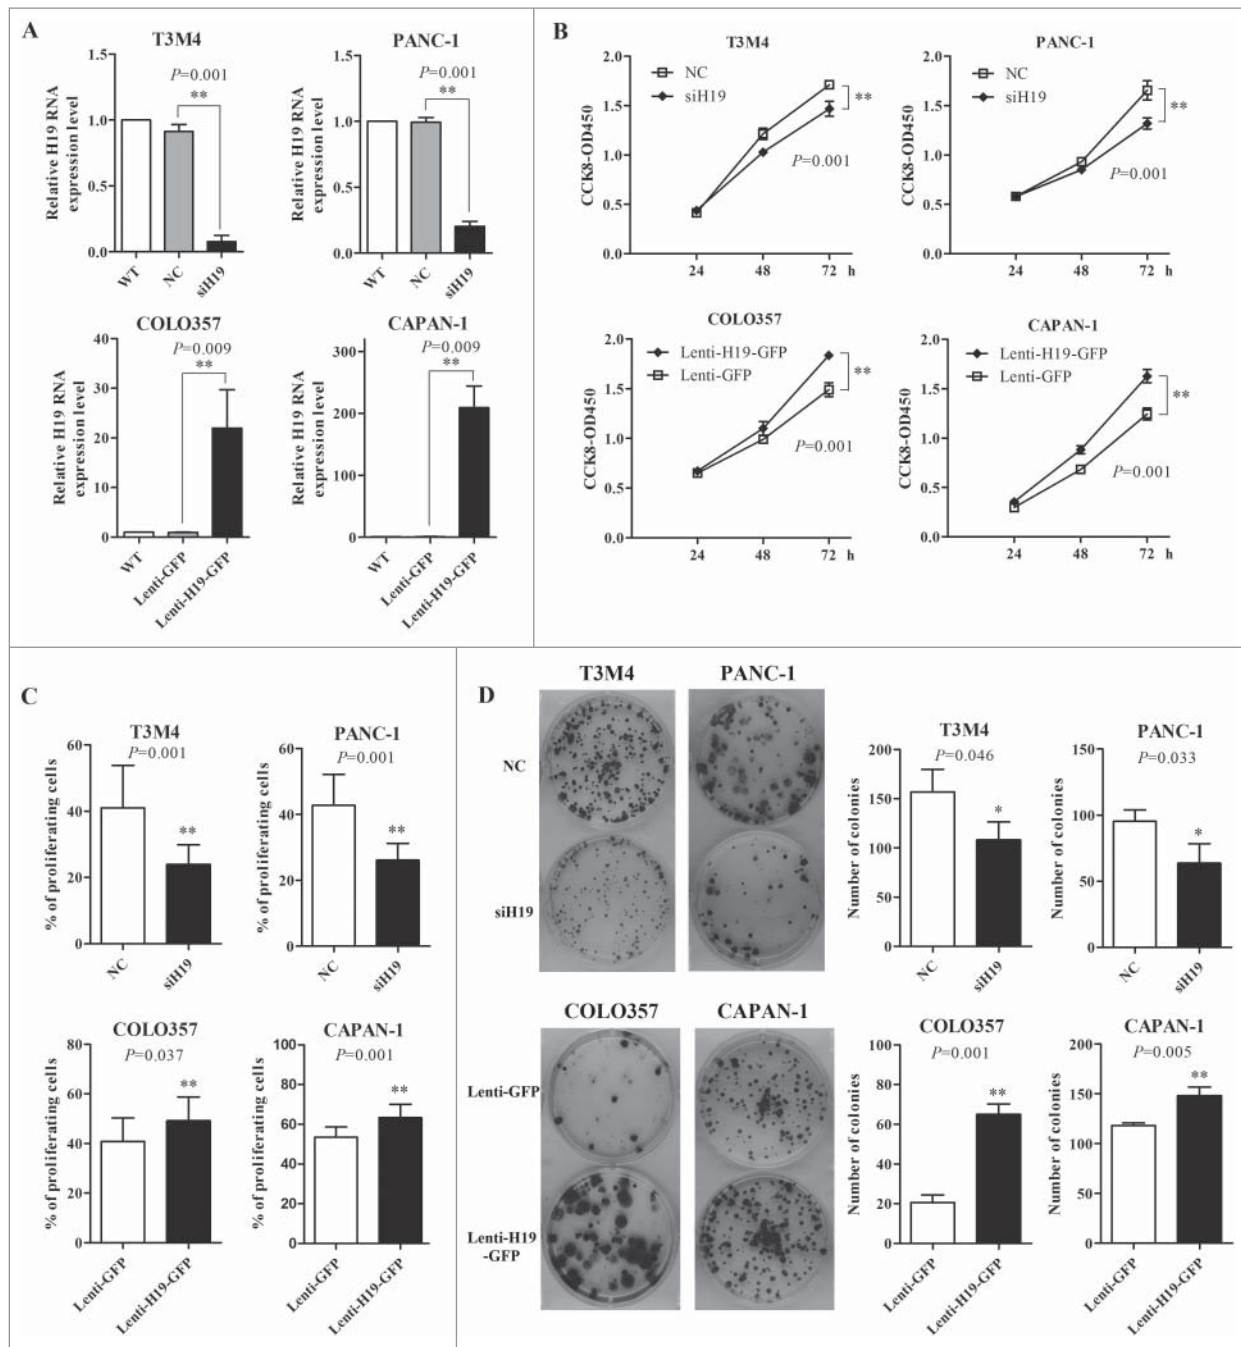 A
T3M4
P=0.001
**
Relative H19 RNA
expression level
1.5
1.0
0.5
0.0
WT
NC
siH19
PANC-1
P=0.001
**
Relative H19 RNA
expression level
1.5
1.0
0.5
0.0
WT
NC
siH19
COLO357
P=0.009
**
Relative H19 RNA
expression level
40
30
20
10
0
WT
Lenti-GFP
Lenti-H19-GFP
CAPAN-1
P=0.009
**
Relative H19 RNA
expression level
300
200
100
0
WT
Lenti-GFP
Lenti-H19-GFP
B
T3M4
NC
siH19
**
P=0.001
CCK8-OD450
2.0
1.5
1.0
0.5
0.0
24 48 72 h
PANC-1
NC
siH19
**
P=0.001
CCK8-OD450
2.0
1.5
1.0
0.5
0.0
24 48 72 h
COLO357
Lenti-H19-GFP
Lenti-GFP
**
P=0.001
CCK8-OD450
2.0
1.5
1.0
0.5
0.0
24 48 72 h
CAPAN-1
Lenti-H19-GFP
Lenti-GFP
**
P=0.001
CCK8-OD450
2.0
1.5
1.0
0.5
0.0
24 48 72 h
C
T3M4
P=0.001
**
% of proliferating cells
60
40
20
0
NC
siH19
PANC-1
P=0.001
**
% of proliferating cells
60
40
20
0
NC
siH19
COLO357
P=0.037
**
% of proliferating cells
80
60
40
20
0
Lenti-GFP
Lenti-H19-GFP
CAPAN-1
P=0.001
**
% of proliferating cells
100
80
60
40
20
0
Lenti-GFP
Lenti-H19-GFP
D
T3M4 PANC-1
NC
siH19
COLO357 CAPAN-1
Lenti-GFP
Lenti-H19
-GFP
T3M4
P=0.046
*
Number of colonies
200
150
100
50
0
NC
siH19
PANC-1
P=0.033
*
Number of colonies
150
100
50
0
NC
siH19
COLO357
P=0.001
**
Number of colonies
100
80
60
40
20
0
Lenti-GFP
Lenti-H19-GFP
CAPAN-1
P=0.005
**
Number of colonies
200
150
100
50
0
Lenti-GFP
Lenti-H19-GFP